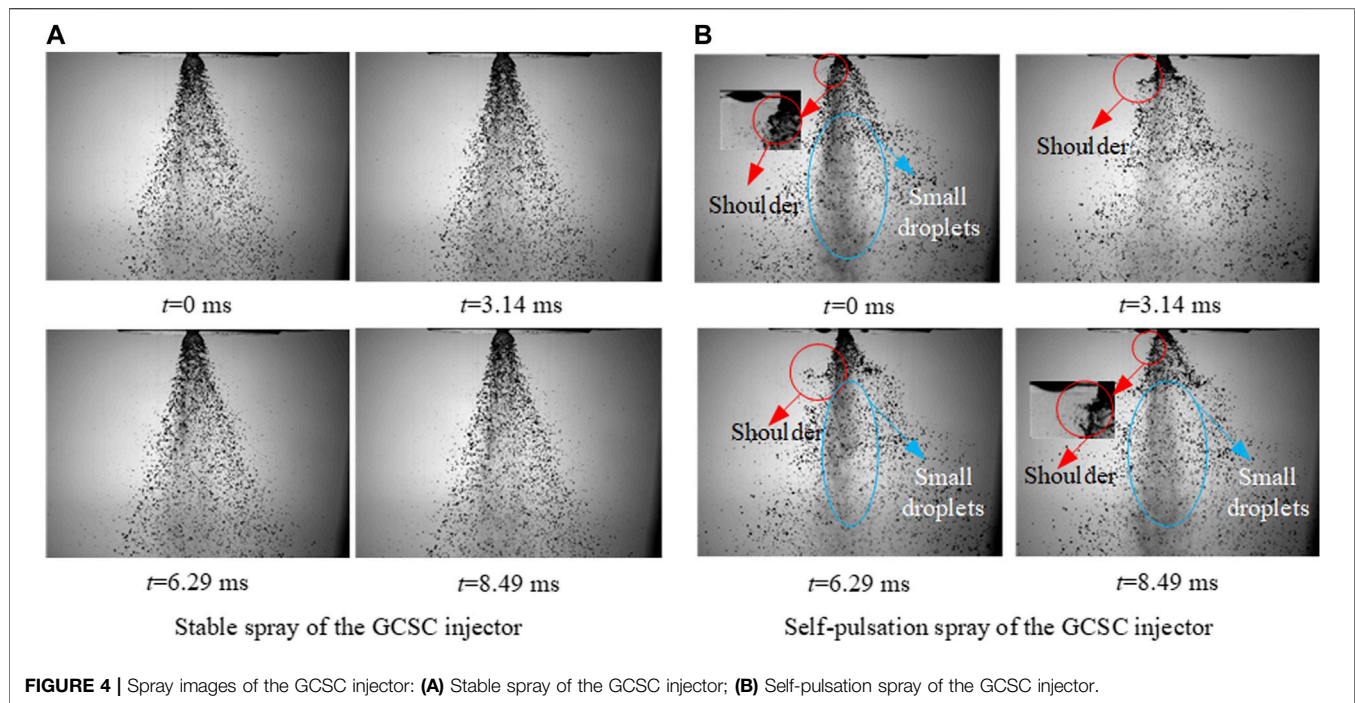 A
B
Shoulder
Small
droplets
Shoulder
t=0 ms
t=3.14 ms
t=0 ms
t=3.14 ms
Shoulder
Small
droplets
Shoulder
Small
droplets
t=6.29 ms
t=8.49 ms
t=6.29 ms
t=8.49 ms
Stable spray of the GCSC injector
Self-pulsation spray of the GCSC injector
FIGURE 4 | Spray images of the GCSC injector: (A) Stable spray of the GCSC injector; (B) Self-pulsation spray of the GCSC injector.